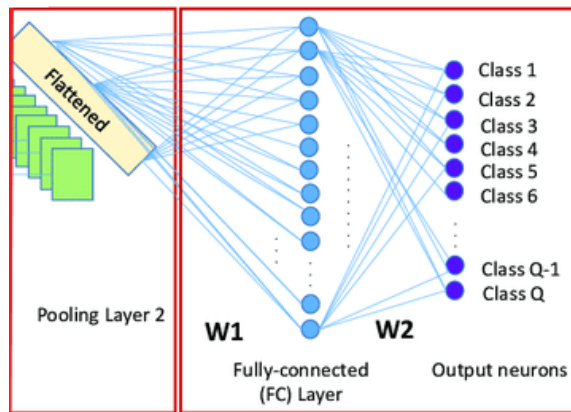 Flattened
Pooling Layer 2
W1
Fully-connected
(FC) Layer
W2
Class 1
Class 2
Class 3
Class 4
Class 5
Class 6
Class Q-1
Class Q
Output neurons